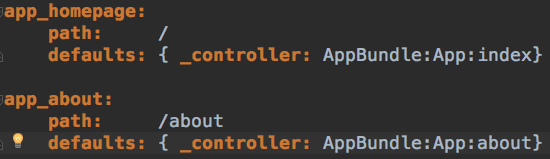 app_homepage:
    path:     /
    defaults: { _controller: AppBundle:App:index}
app_about:
    path:     /about
    defaults: { _controller: AppBundle:App:about}